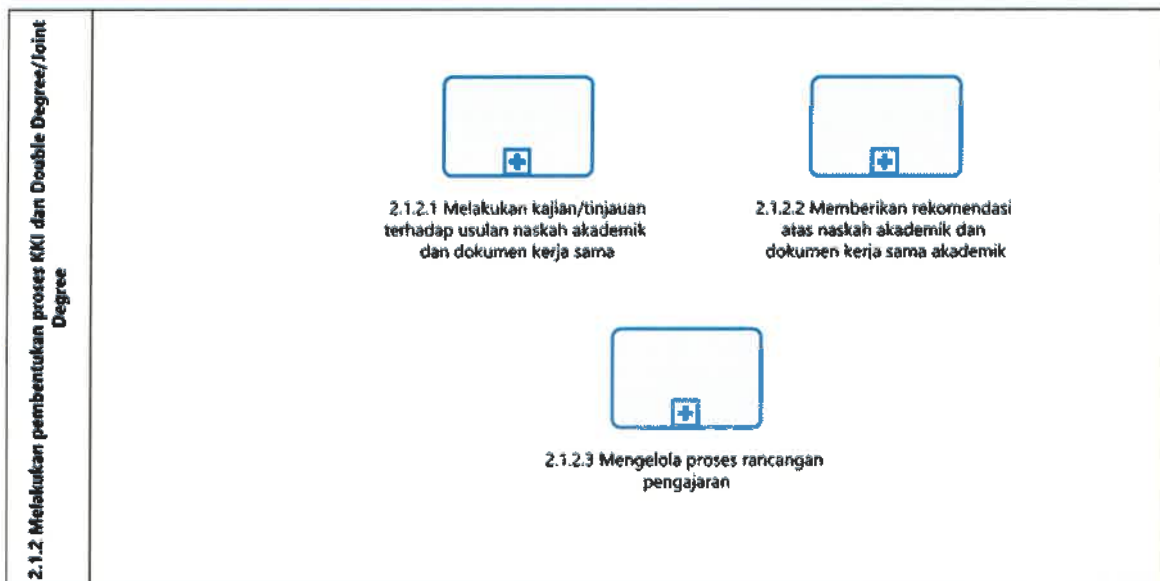 2.1.2 Melakukan pembentukan proses KKI dan Double Degree/Joint
Degree
2.1.2.1 Melakukan kajian/tinjauan
terhadap usulan naskah akademik
dan dokumen kerja sama
2.1.2.2 Memberikan rekomendasi
atas naskah akademik dan
dokumen kerja sama akademik
2.1.2.3 Mengelola proses rancangan
pengajaran